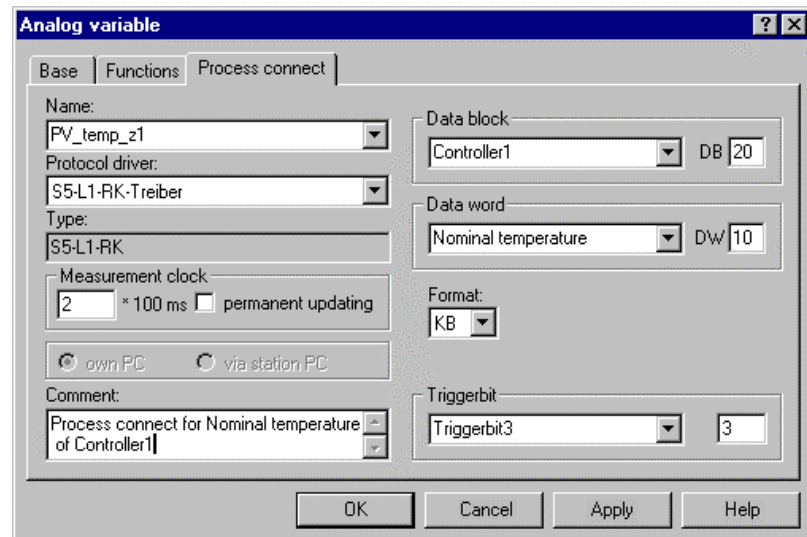 Analog variable
Base Functions Process connect
Name:
PV_temp_z1
Protocol driver:
S5-L1-RK-Treiber
Type:
S5-L1-RK
Measurement clock
2 * 100 ms permanent updating
own PC via station PC
Comment:
Process connect for Nominal temperature
of Controller1
Data block
Controller1 DB 20
Data word
Nominal temperature DW 10
Format:
KB
Triggerbit
Triggerbit3 3
OK Cancel Apply Help